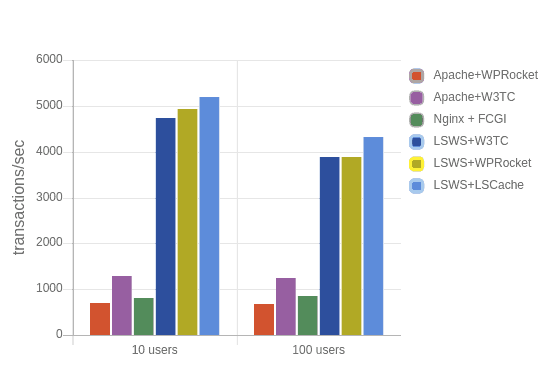 transactions/sec
6000
5000
4000
3000
2000
1000
0
10 users
100 users
Apache+WPRocket
Apache+W3TC
Nginx + FCGI
LSWS+W3TC
LSWS+WPRocket
LSWS+LSCache